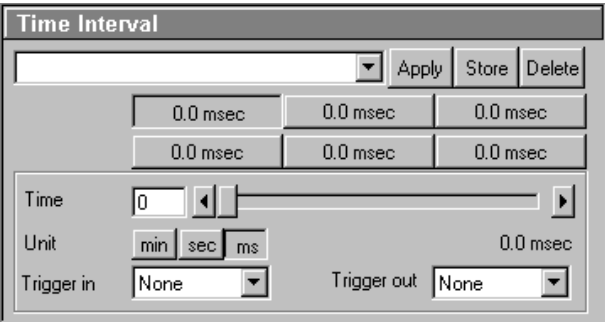 Time Interval
Apply Store Delete
0.0 msec 0.0 msec 0.0 msec
0.0 msec 0.0 msec 0.0 msec
Time 0
Unit min sec ms 0.0 msec
Trigger in None Trigger out None